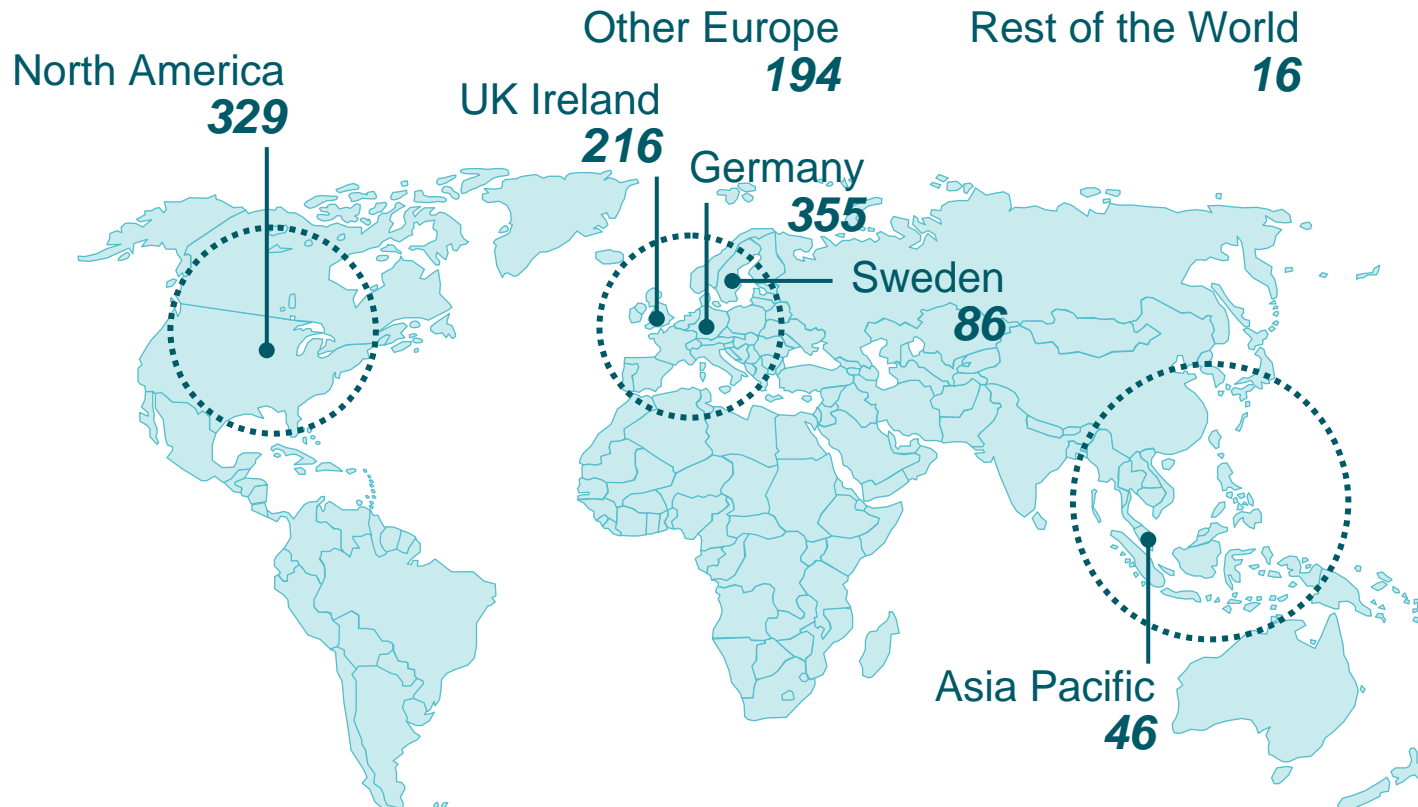 Other Europe
194
Rest of the World
16
North America
329
UK Ireland
216
Germany
355
Sweden
86
Asia Pacific
46